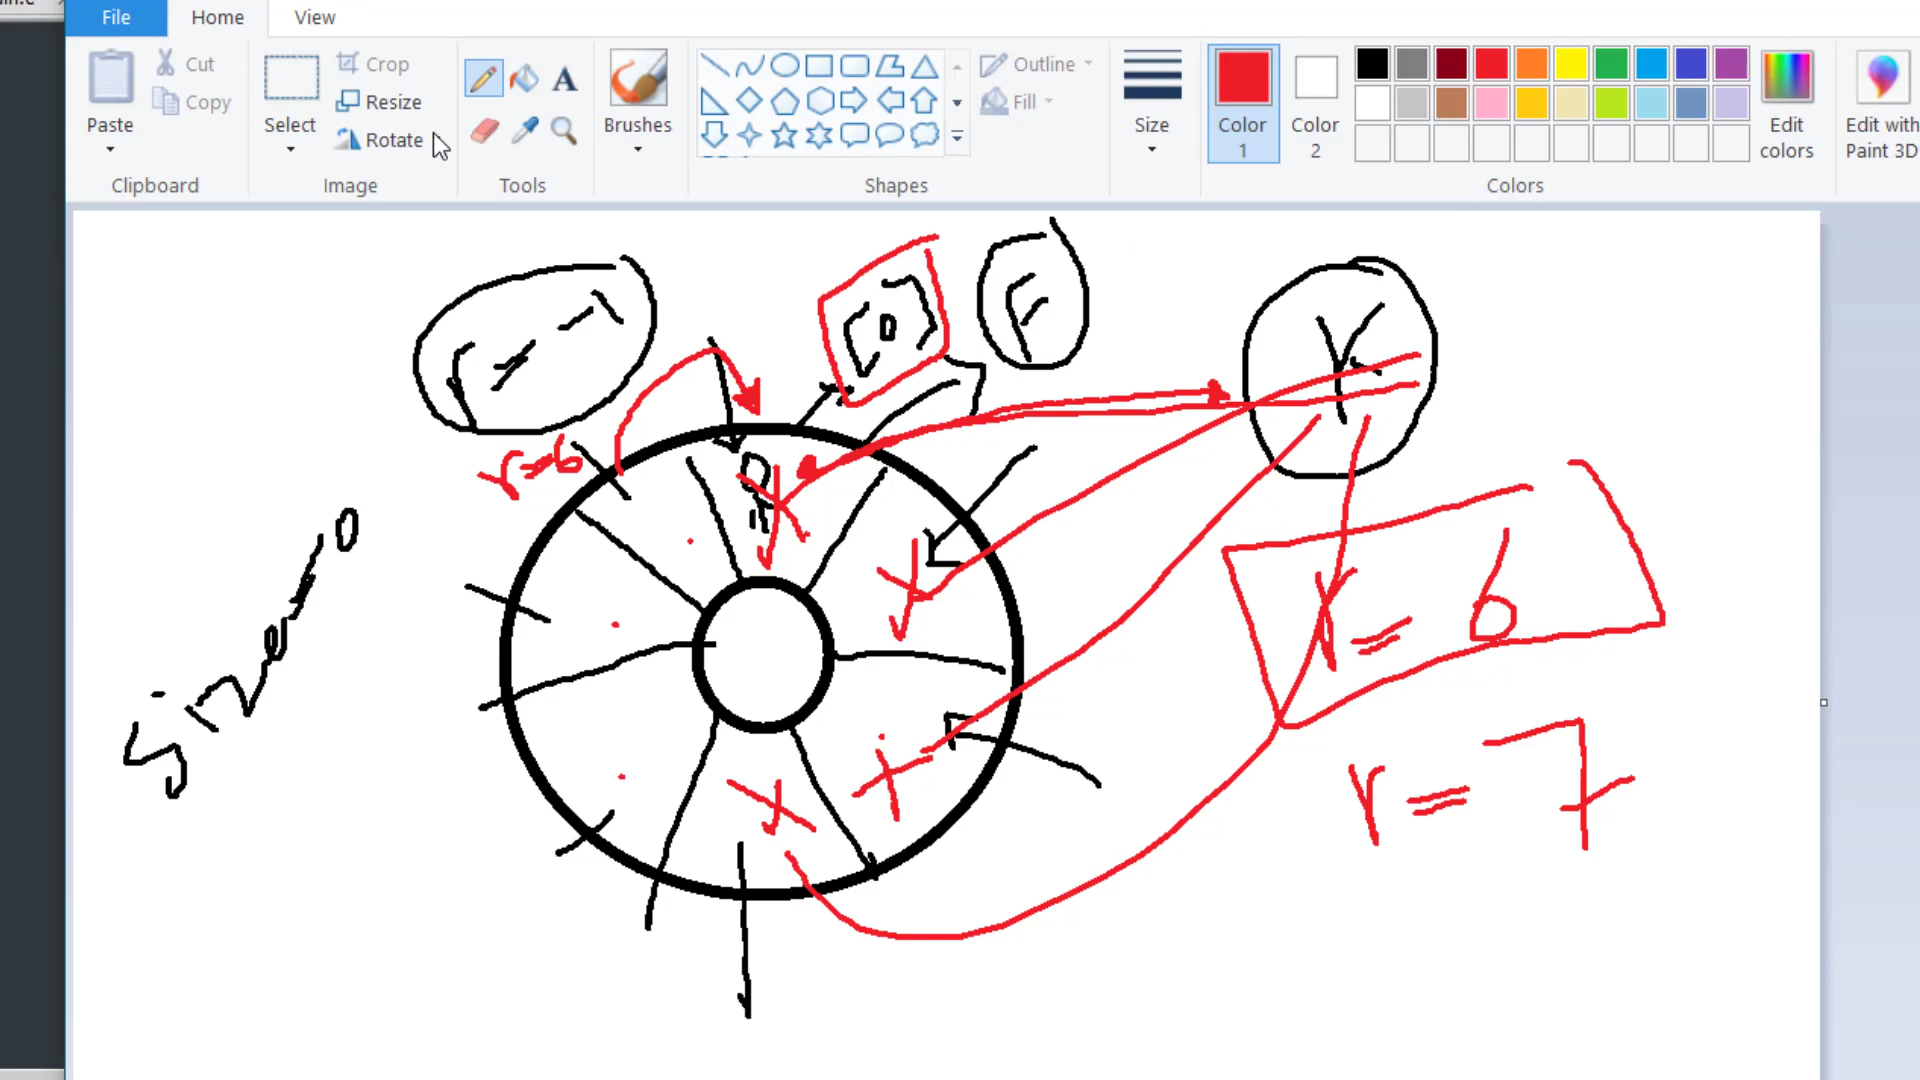 File Home View
Cut
Copy
Paste
Clipboard
Select
Crop
Resize
Rotate
Image
Tools
Brushes
Shapes
Outline
Fill
Size
Color 1
Color 2
Edit colors
Colors
Edit with Paint 3D
[0]
F
r=6
r= 6
r= 7